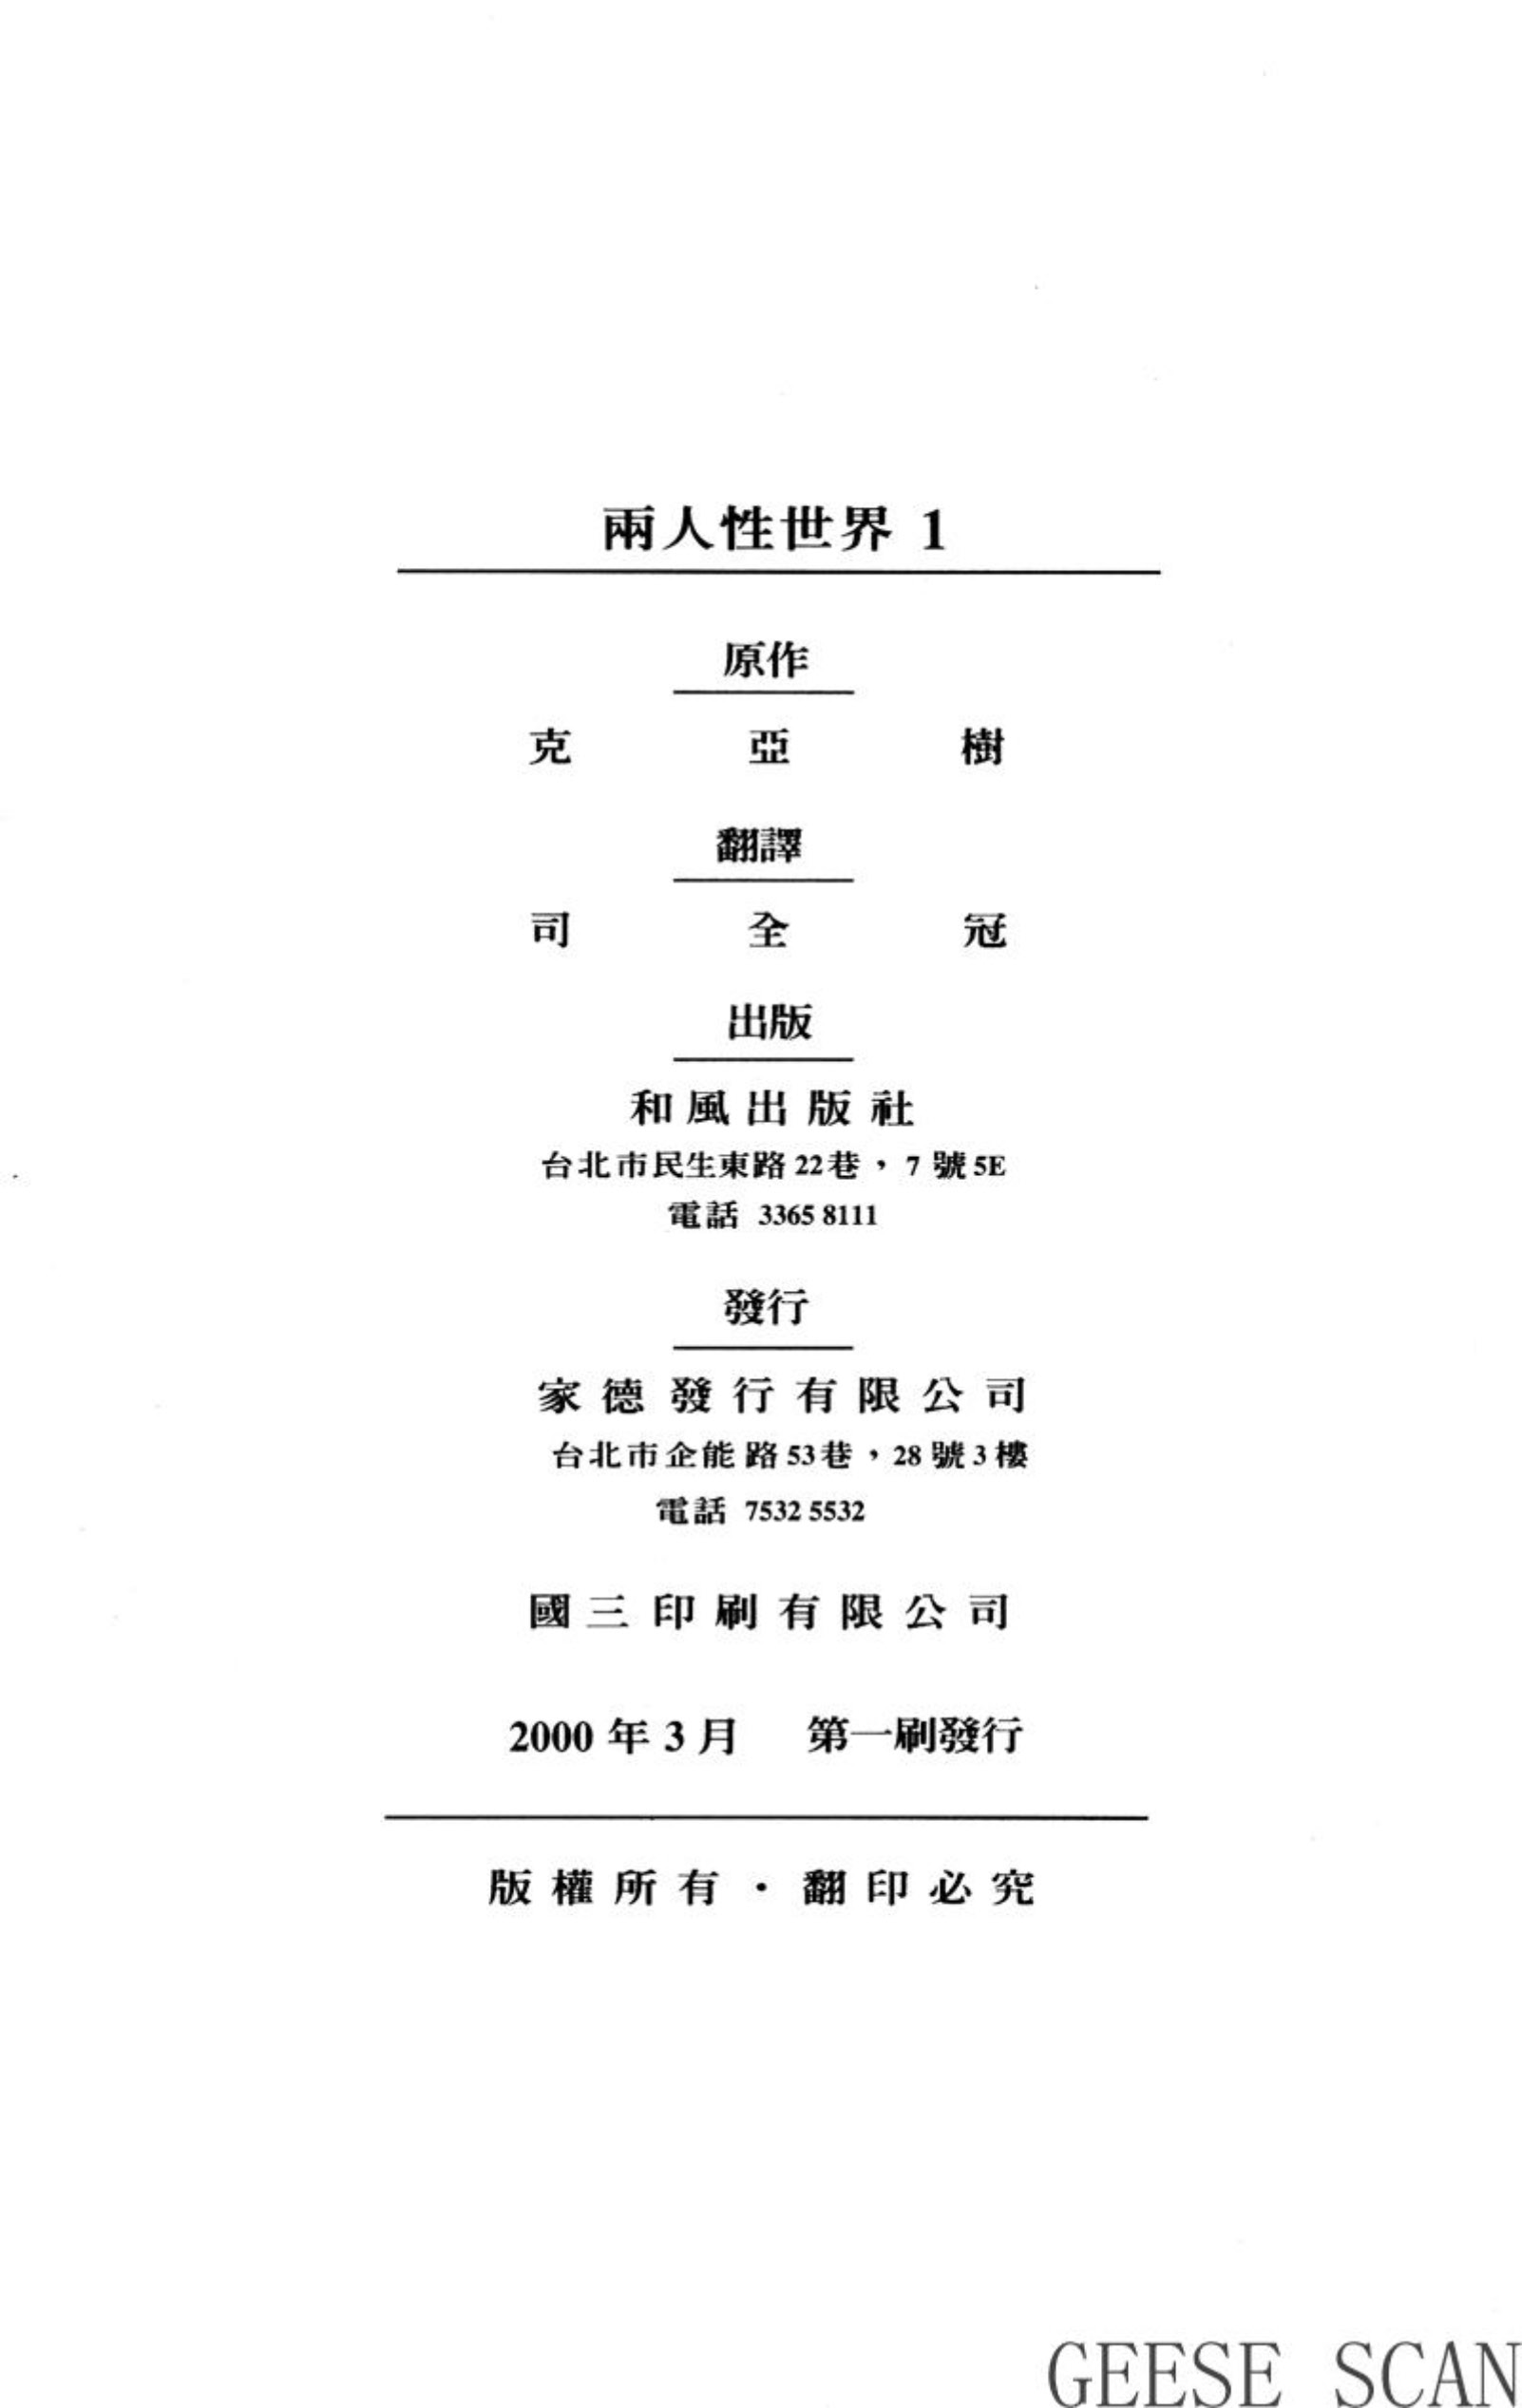 兩人性世界 1
原作
克 亞 樹
翻譯
司 全 冠
出版
和風出版社
台北市民生東路22巷，7號5E
電話 3365 8111
發行
家德發行有限公司
台北市企能路53巷，28號3樓
電話 7532 5532
國三印刷有限公司
2000年3月 第一刷發行
版權所有·翻印必究
GEESE SCAN